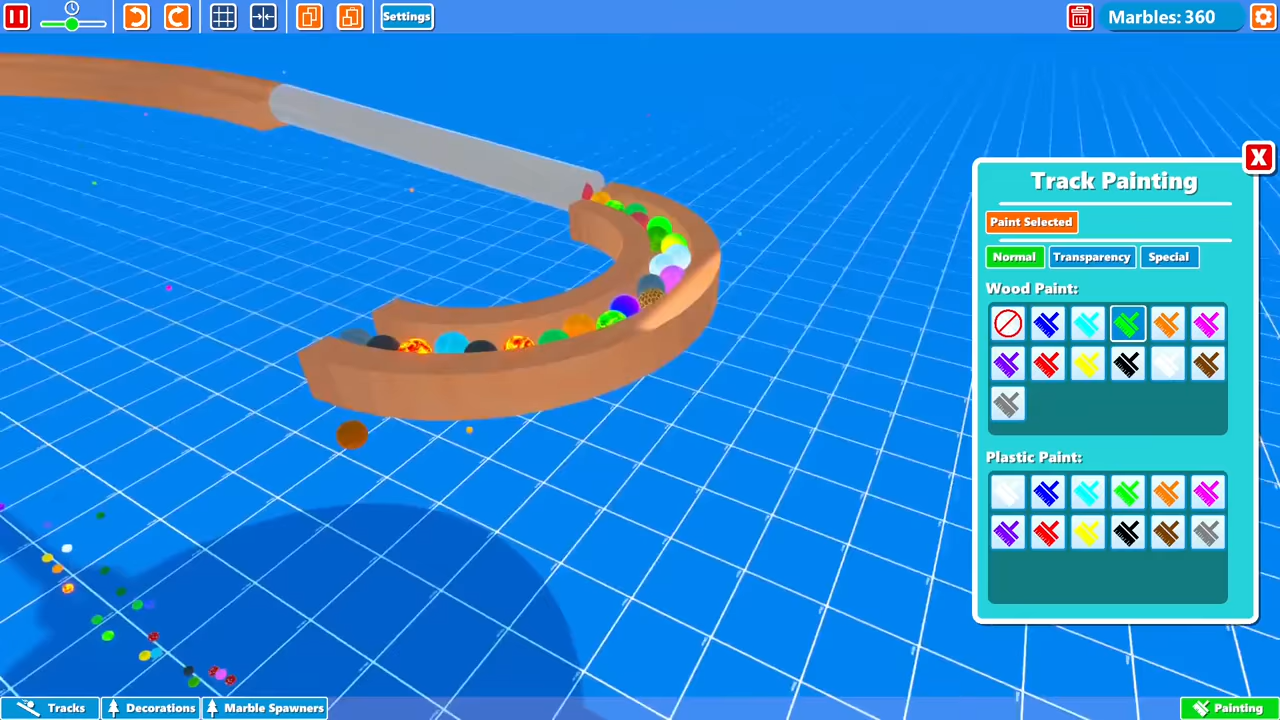 Settings
Marbles: 360
X
Track Painting
Paint Selected
Normal
Transparency
Special
Wood Paint:
Plastic Paint:
Tracks
Decorations
Marble Spawners
Painting